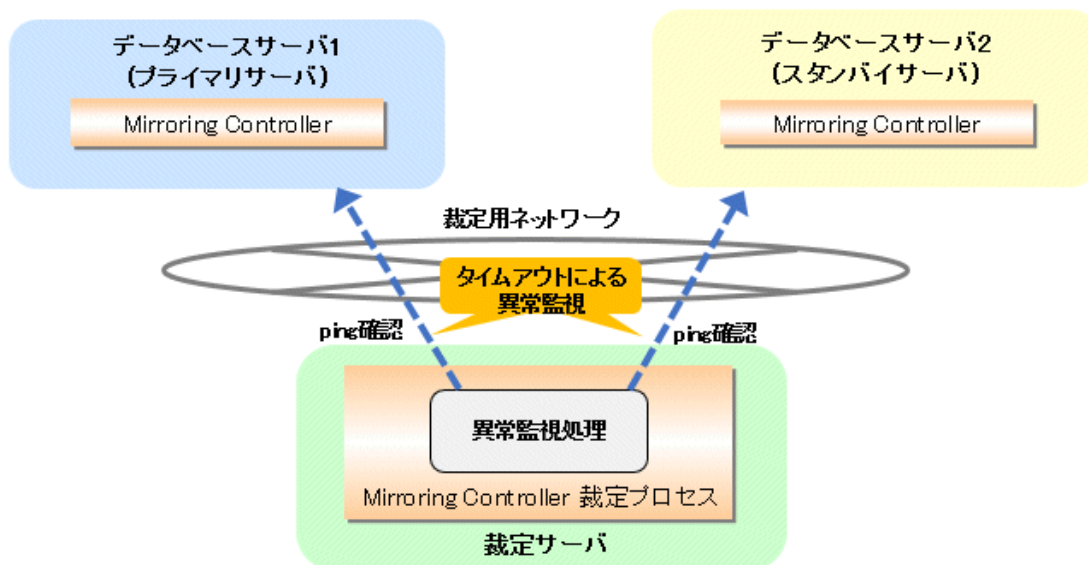 データベースサーバ1
(プライマリサーバ)
Mirroring Controller
データベースサーバ2
(スタンバイサーバ)
Mirroring Controller
裁定用ネットワーク
タイムアウトによる
異常監視
ping確認
ping確認
異常監視処理
Mirroring Controller 裁定プロセス
裁定サーバ